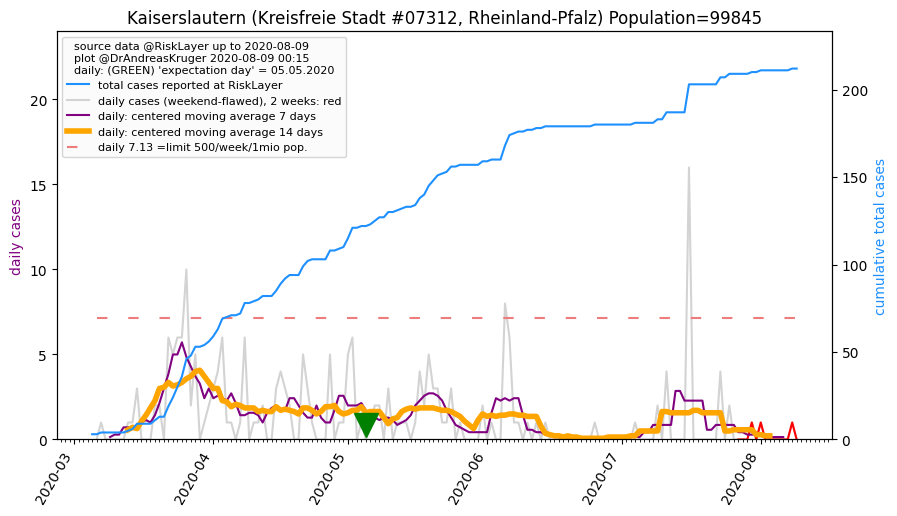 Kaiserslautern (Kreisfreie Stadt #07312, Rheinland-Pfalz) Population=99845
source data @RiskLayer up to 2020-08-09
plot @DrAndreasKruger 2020-08-09 00:15
daily: (GREEN) 'expectation day' = 05.05.2020
total cases reported at RiskLayer
daily cases (weekend-flawed), 2 weeks: red
daily: centered moving average 7 days
daily: centered moving average 14 days
daily 7.13 =limit 500/week/1mio pop.
daily cases
20
15
10
5
0
cumulative total cases
200
150
100
50
0
2020-03
2020-04
2020-05
2020-06
2020-07
2020-08